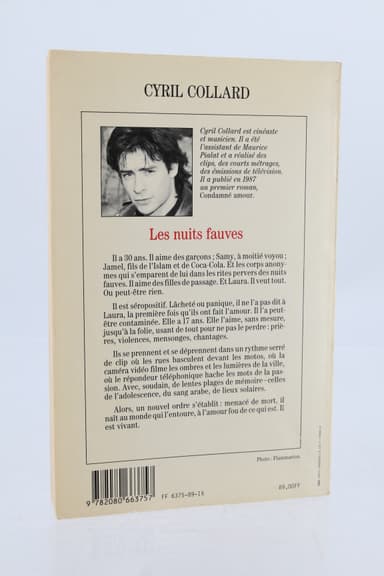 CYRIL COLLARD
Cyril Collard est cinéaste
et musicien. Il a été
l'assistant de Maurice
Pialat et a réalisé des
clips, des courts métrages,
des émissions de télévision.
Il a publié en 1987
un premier roman,
Condamné amour.
Les nuits fauves
Il a 30 ans. Il aime des garçons ; Samy, à moitié voyou ;
Jamel, fils de l'Islam et de Coca-Cola. Et les corps anony-
mes qui s'emparent de lui dans les rites pervers des nuits
fauves. Il aime des filles de passage. Et Laura. Il veut tout.
Ou peut-être rien.
Il est séropositif. Lâcheté ou panique, il ne l'a pas dit à
Laura, la première fois qu'ils ont fait l'amour. Il l'a peut-
être contaminée. Elle a 17 ans. Elle l'aime, sans mesure,
jusqu'à la folie, usant de tout pour ne pas le perdre : priè-
res, violences, mensonges, chantages.
Ils se prennent et se déprennent dans un rythme serré
de clip où les rues basculent devant les motos, où la
caméra vidéo filme les ombres et les lumières de la ville,
où le répondeur téléphonique hache les mots de la pas-
sion. Avec, soudain, de lentes plages de mémoire - celles
de l'adolescence, du sang arabe, de lieux solaires.
Alors, un nouvel ordre s'établit : menacé de mort, il
naît au monde qui l'entoure, à l'amour fou de ce qui est. Il
est vivant.
Photo : Flammarion
9 782080 663757
FF 6375-89-1X
89,00FF